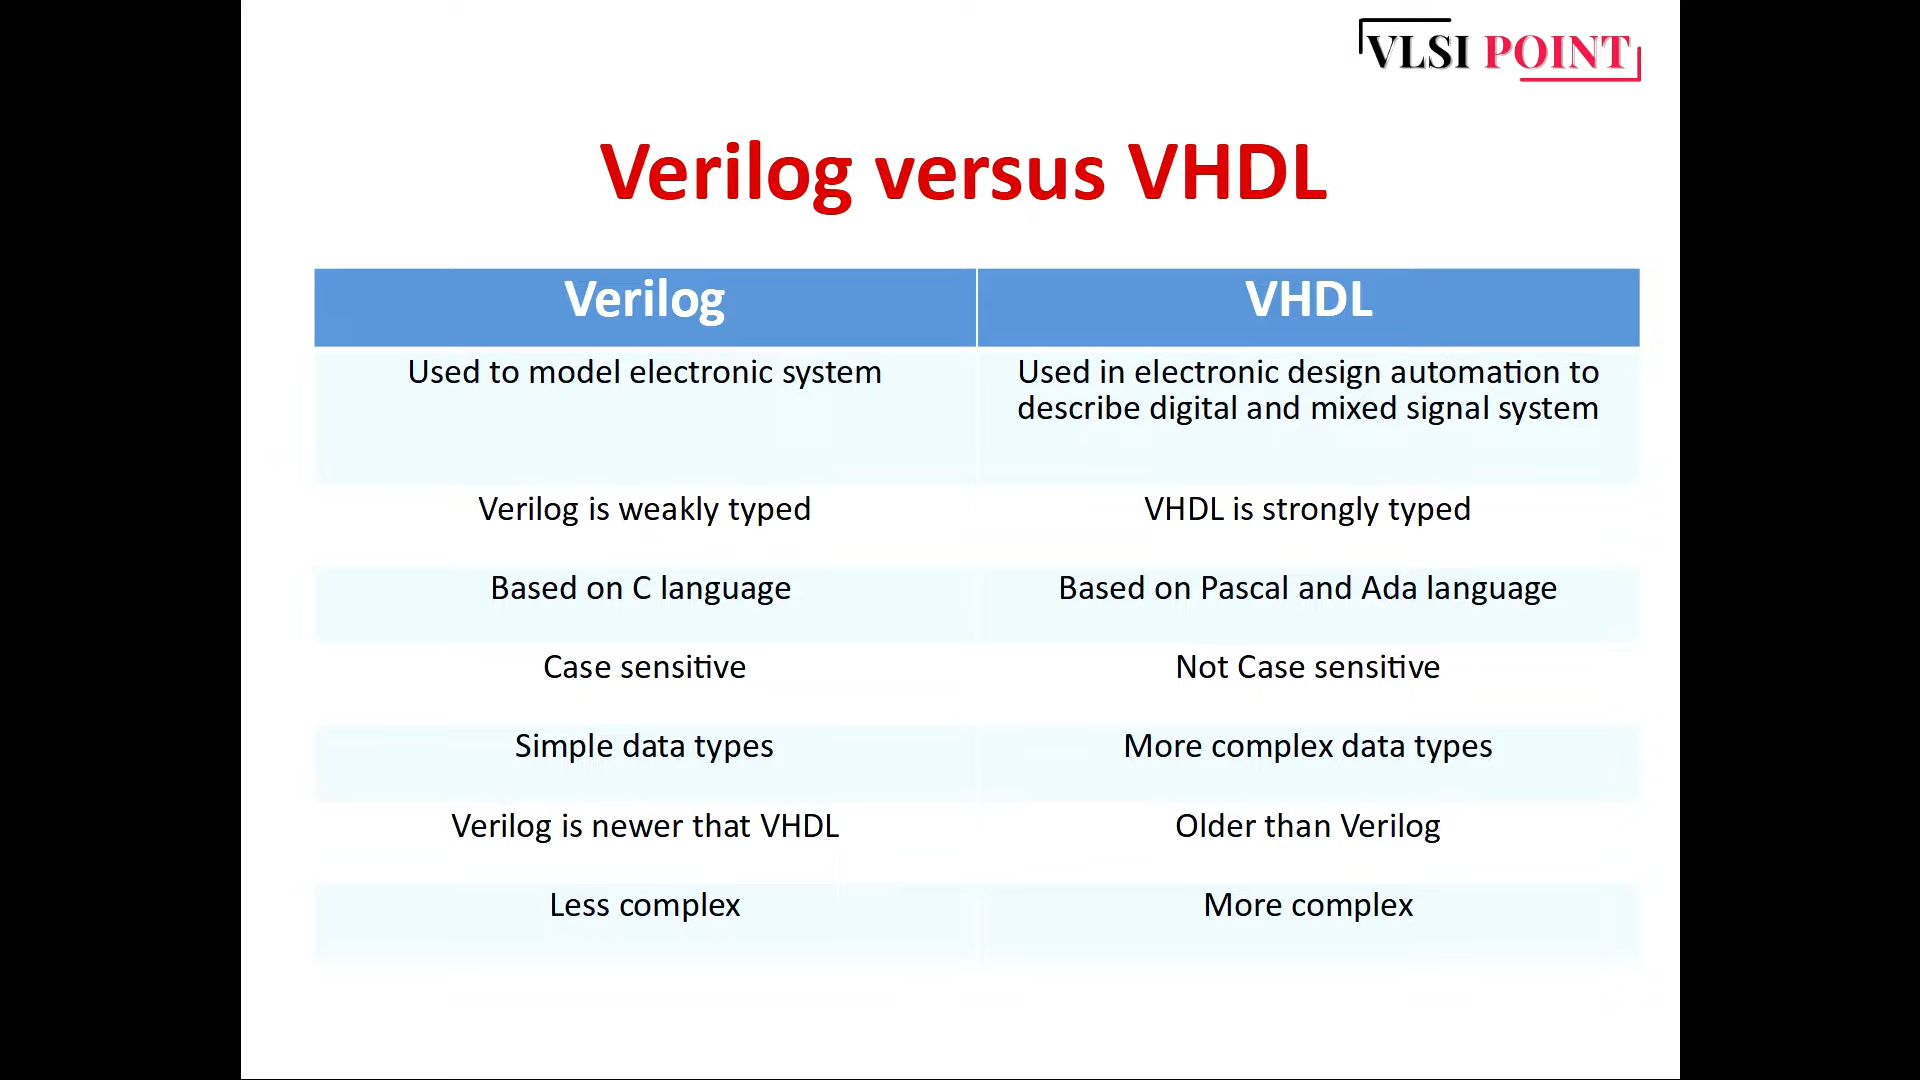 VLSI POINT
Verilog versus VHDL
Verilog
VHDL
Used to model electronic system
Used in electronic design automation to
describe digital and mixed signal system
Verilog is weakly typed
VHDL is strongly typed
Based on C language
Based on Pascal and Ada language
Case sensitive
Not Case sensitive
Simple data types
More complex data types
Verilog is newer that VHDL
Older than Verilog
Less complex
More complex